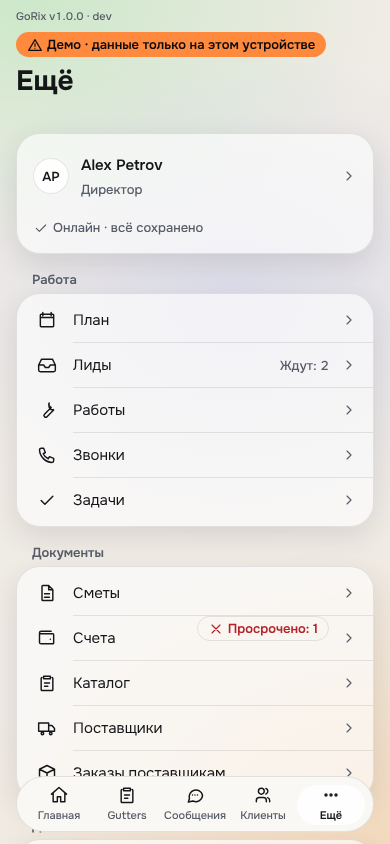 GoRix v1.0.0 · dev
Демо · данные только на этом устройстве
Ещё
AP
Alex Petrov
Директор
Онлайн · всё сохранено
Работа
План
Лиды
Ждут: 2
Работы
Звонки
Задачи
Документы
Сметы
Счета
Просрочено: 1
Каталог
Поставщики
Заказы поставщикам
Главная
Gutters
Сообщения
Клиенты
Ещё